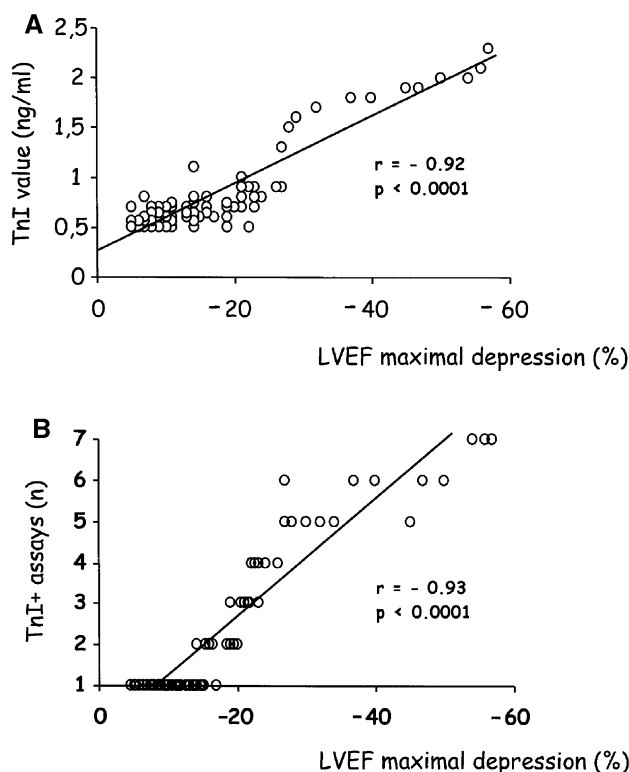 A
2,5
2
1,5
1
0,5
0
TnI value (ng/ml)
r = - 0.92
p < 0.0001
0 -20 -40 -60
LVEF maximal depression (%)
B
7
6
5
4
3
2
1
TnI+ assays (n)
r = - 0.93
p < 0.0001
0 -20 -40 -60
LVEF maximal depression (%)